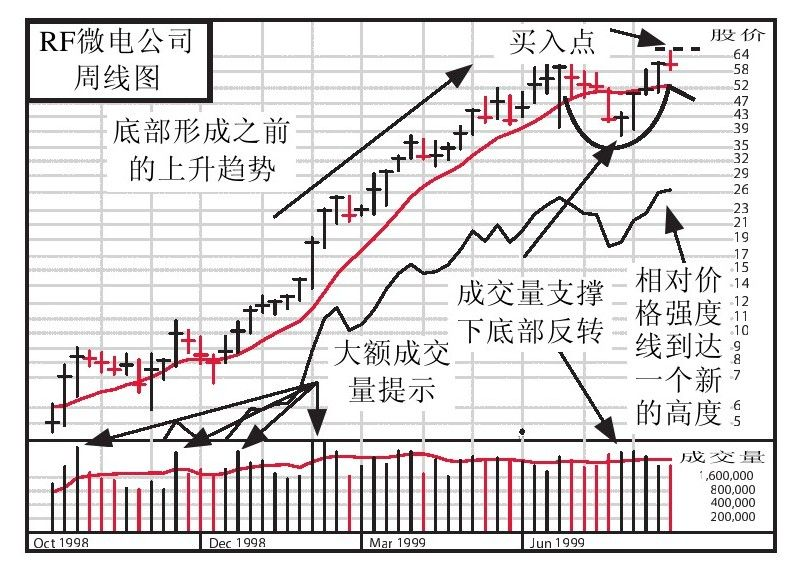 RF微电公司
周线图
买入点
股价
底部形成之前
的上升趋势
64
58
52
47
43
39
35
32
29
26
23
21
19
17
15
14
12
11
10
9
8
7
6
5
成交量支撑
下底部反转
相对价
格强度
线到达
一个新
的高度
大额成交
量提示
成交量
1,600,000
800,000
400,000
200,000
Oct 1998
Dec 1998
Mar 1999
Jun 1999